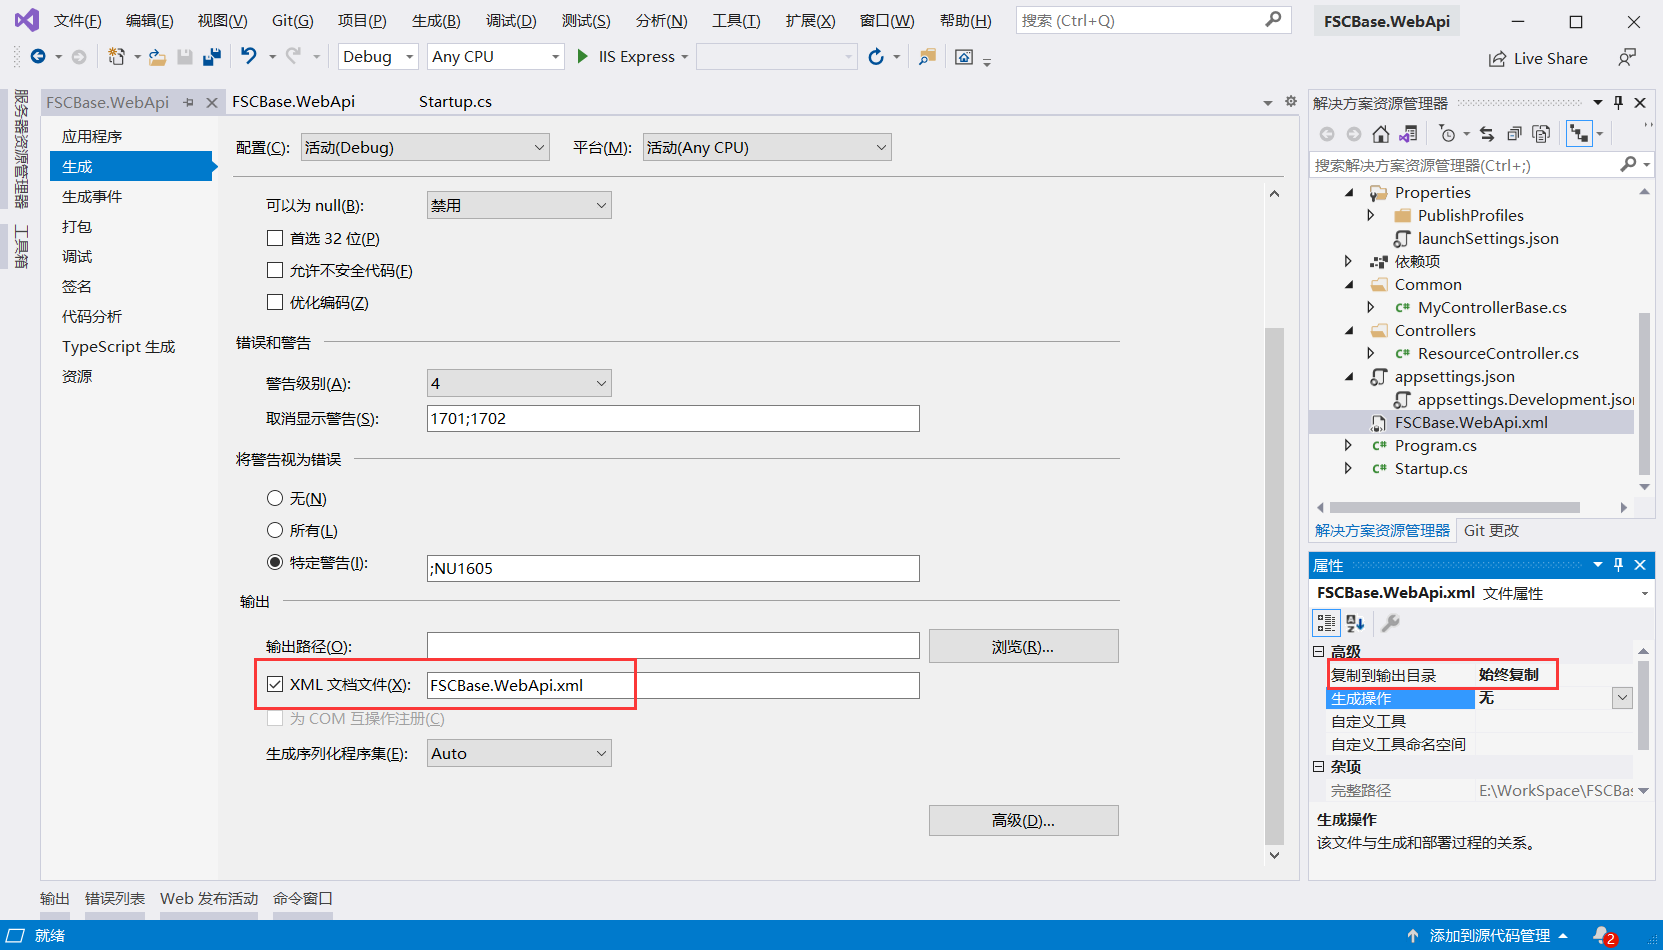 文件(F) 编辑(E) 视图(V) Git(G) 项目(P) 生成(B) 调试(D) 测试(S) 分析(N) 工具(T) 扩展(X) 窗口(W) 帮助(H) 搜索 (Ctrl+Q) FSCBase.WebApi
Debug Any CPU IIS Express Live Share
服务器资源管理器
工具箱
FSCBase.WebApi FSCBase.WebApi Startup.cs
应用程序
生成
生成事件
打包
调试
签名
代码分析
TypeScript 生成
资源
配置(C): 活动(Debug) 平台(M): 活动(Any CPU)
可以为 null(B): 禁用
首选 32 位(P)
允许不安全代码(F)
优化编码(Z)
错误和警告
警告级别(A): 4
取消显示警告(S): 1701;1702
将警告视为错误
无(N)
所有(L)
特定警告(I): ;NU1605
输出
输出路径(O): 浏览(R)...
XML 文档文件(X): FSCBase.WebApi.xml
为 COM 互操作注册(C)
生成序列化程序集(E): Auto
高级(D)...
解决方案资源管理器
搜索解决方案资源管理器(Ctrl+;)
Properties
PublishProfiles
launchSettings.json
依赖项
Common
C# MyControllerBase.cs
Controllers
C# ResourceController.cs
appsettings.json
appsettings.Development.json
FSCBase.WebApi.xml
C# Program.cs
C# Startup.cs
解决方案资源管理器 Git 更改
属性
FSCBase.WebApi.xml 文件属性
高级
复制到输出目录 始终复制
生成操作 无
自定义工具
自定义工具命名空间
杂项
完整路径 E:\WorkSpace\FSCBas
生成操作
该文件与生成和部署过程的关系。
输出 错误列表 Web 发布活动 命令窗口
就绪 添加到源代码管理 2